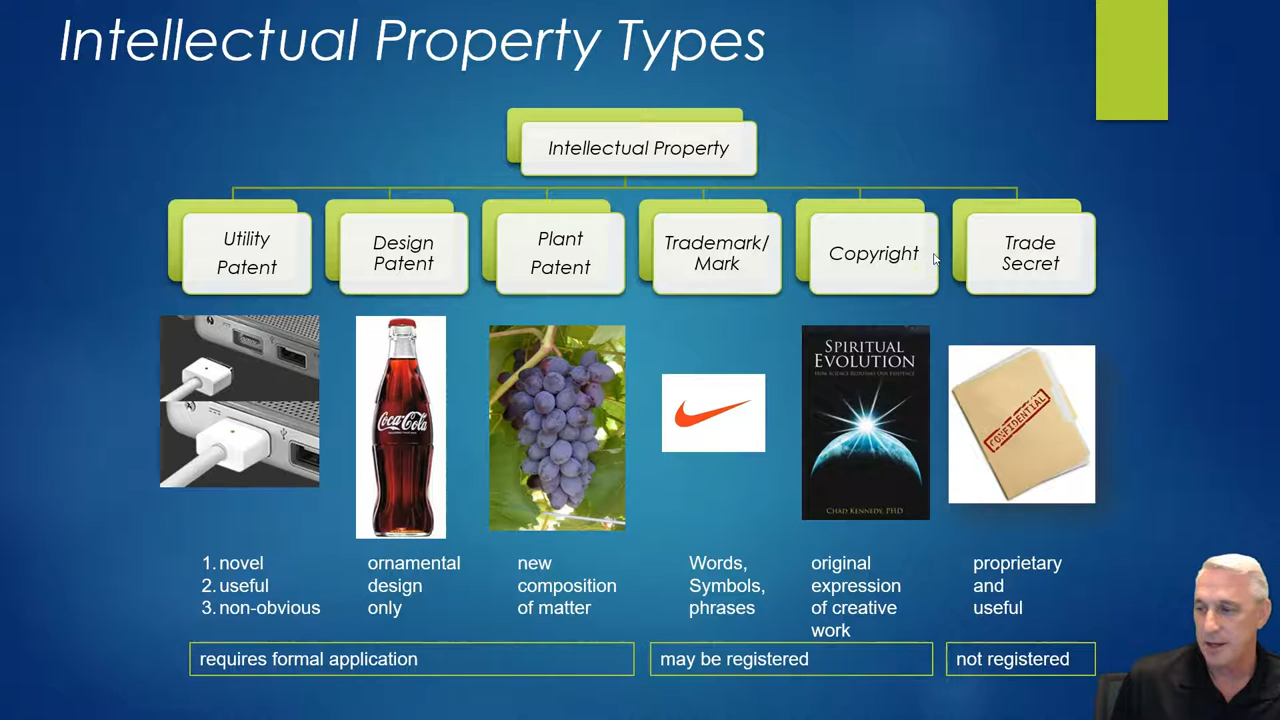 Intellectual Property Types
Intellectual Property
Utility
Patent
Design
Patent
Plant
Patent
Trademark/
Mark
Copyright
Trade
Secret
Coca-Cola
SPIRITUAL
EVOLUTION
CHAD KENNEDY, PHD
CONFIDENTIAL
1. novel
2. useful
3. non-obvious
ornamental
design
only
new
composition
of matter
Words,
Symbols,
phrases
original
expression
of creative
work
proprietary
and
useful
requires formal application
may be registered
not registered